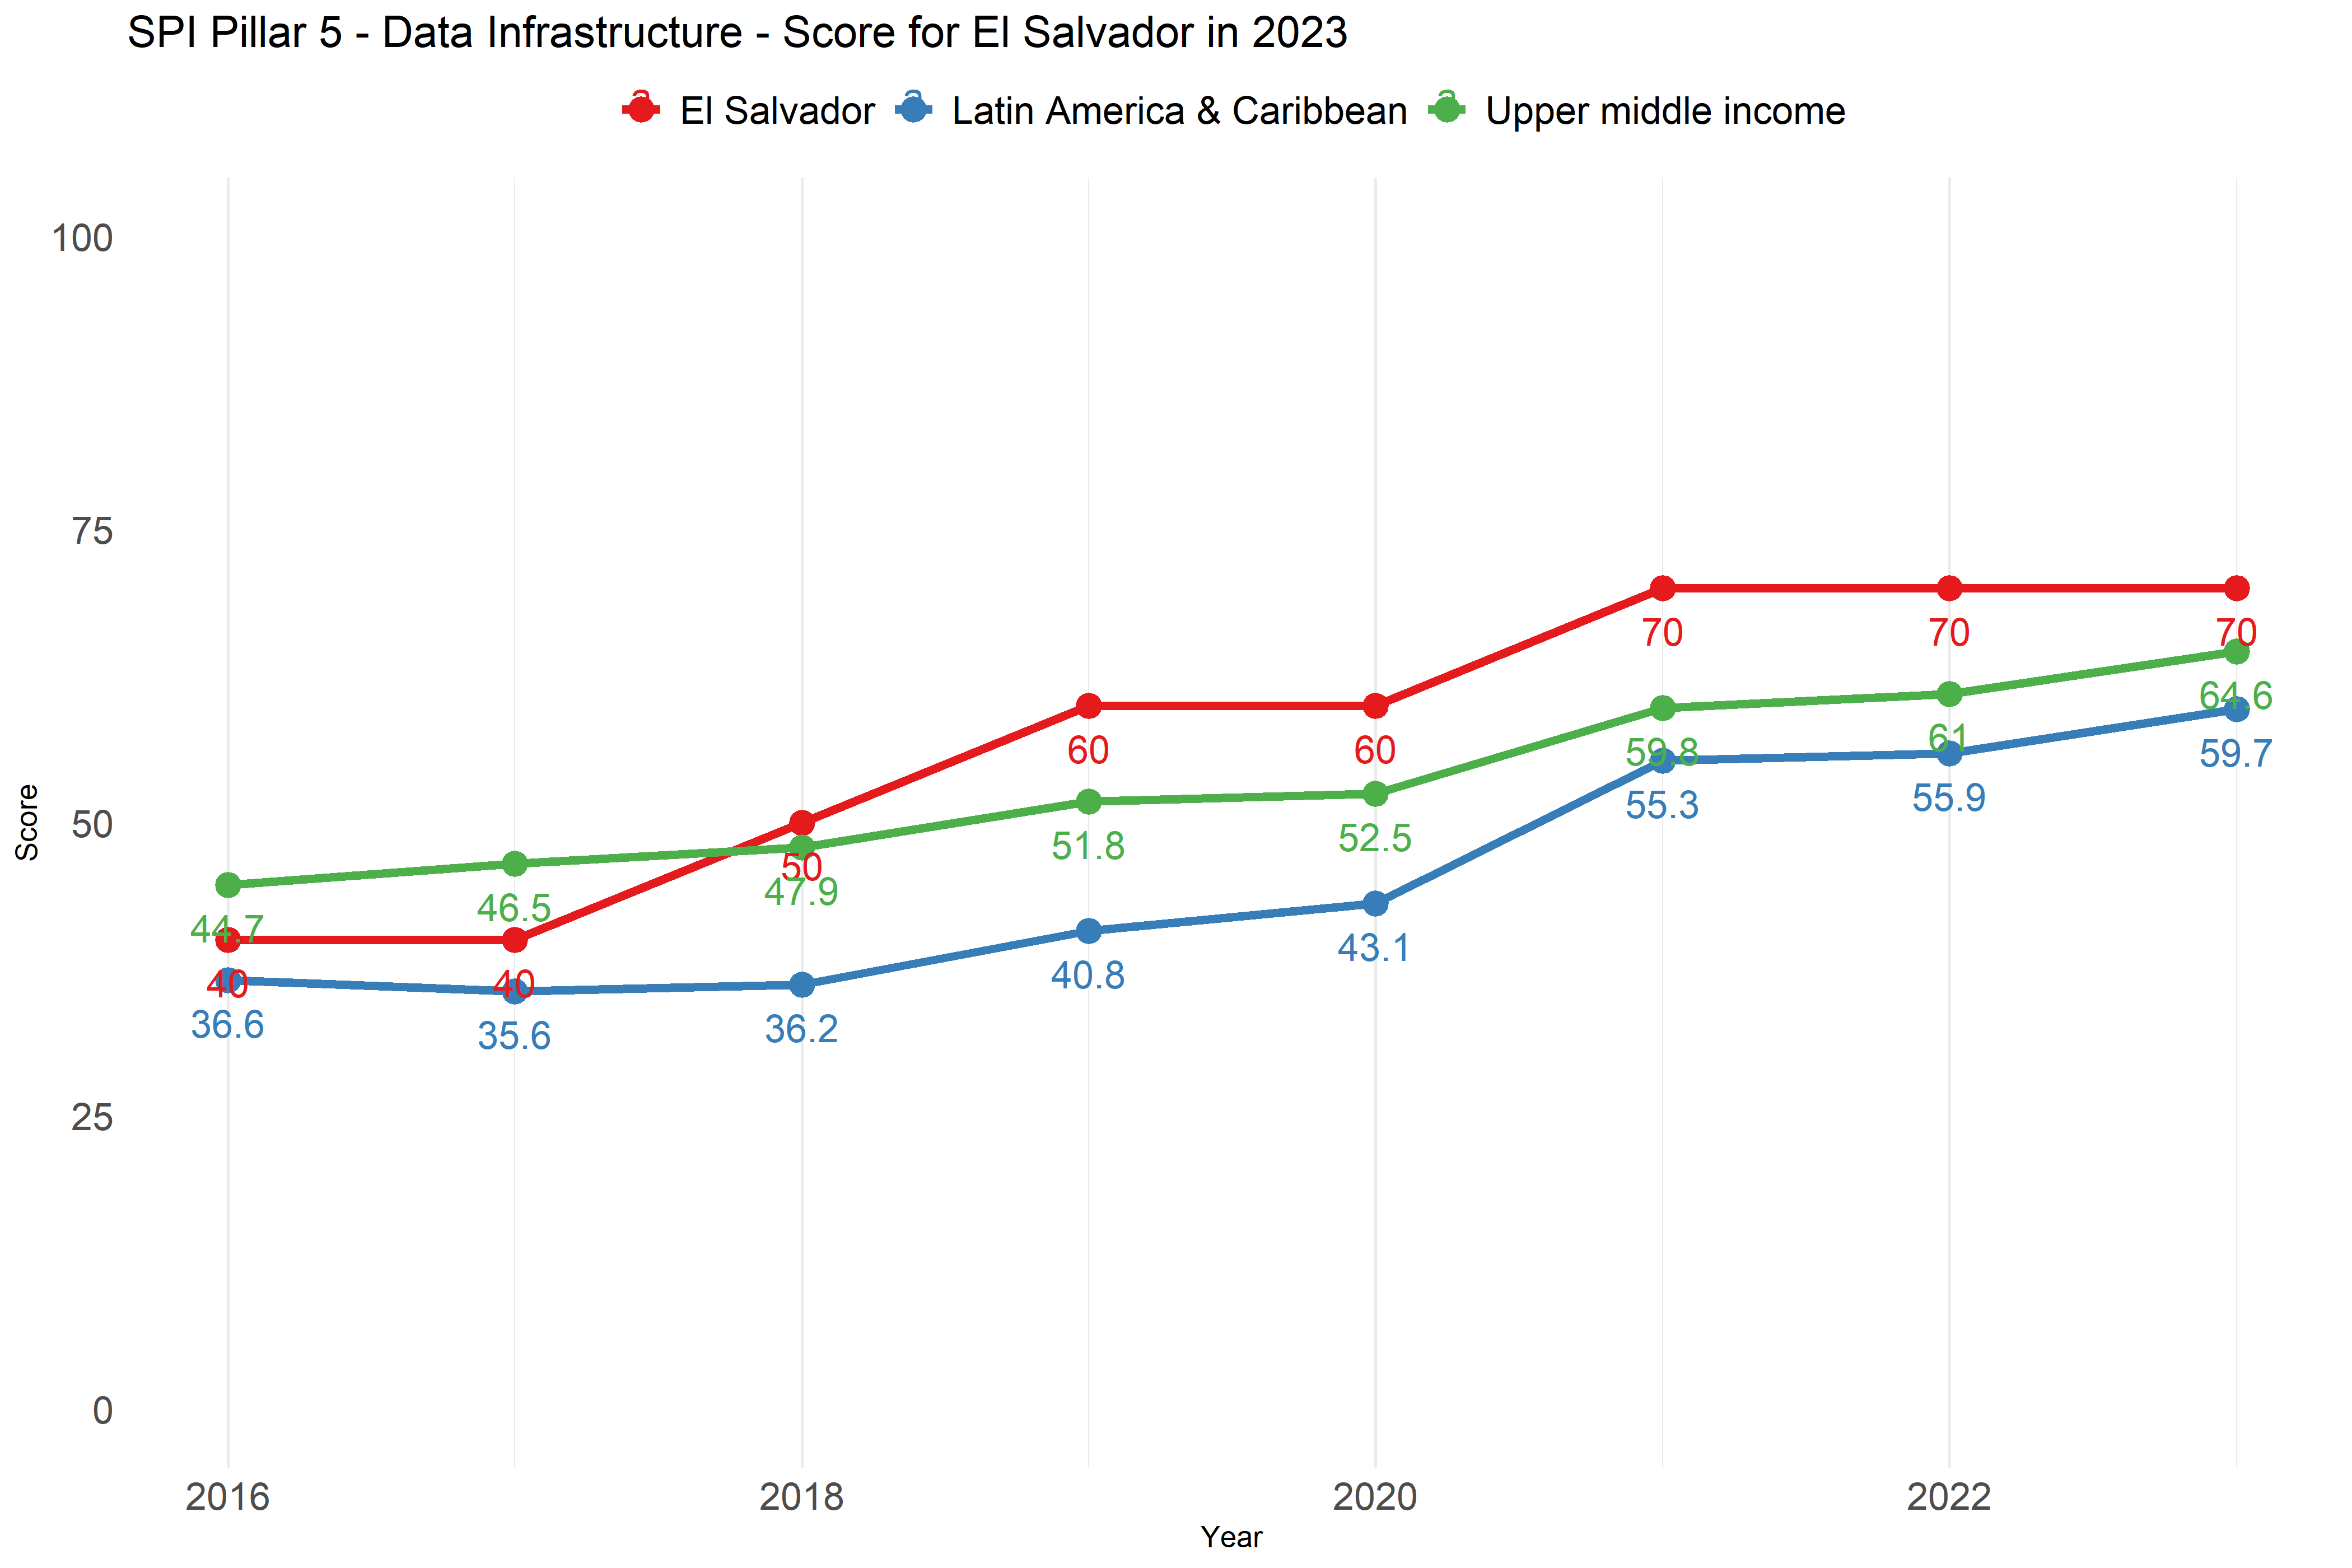 SPI Pillar 5 - Data Infrastructure - Score for El Salvador in 2023
El Salvador Latin America & Caribbean Upper middle income
100
75
50
25
0
Score
70 70 70
64.6
60 60 59.8 61 59.7
50 51.8 52.5 55.3 55.9
44.7 46.5 47.9
40 40 40.8 43.1
36.6 35.6 36.2
2016 2018 2020 2022
Year